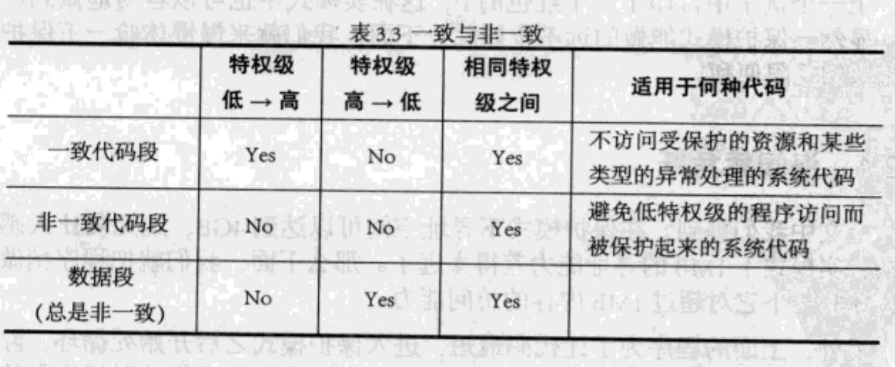 表 3.3 一致与非一致
特权级 特权级 相同特权 适用于何种代码
低 → 高 高 → 低 级之间
一致代码段 Yes No Yes 不访问受保护的资源和某些
类型的异常处理的系统代码
非一致代码段 No No Yes 避免低特权级的程序访问而
被保护起来的系统代码
数据段
(总是非一致) No Yes Yes